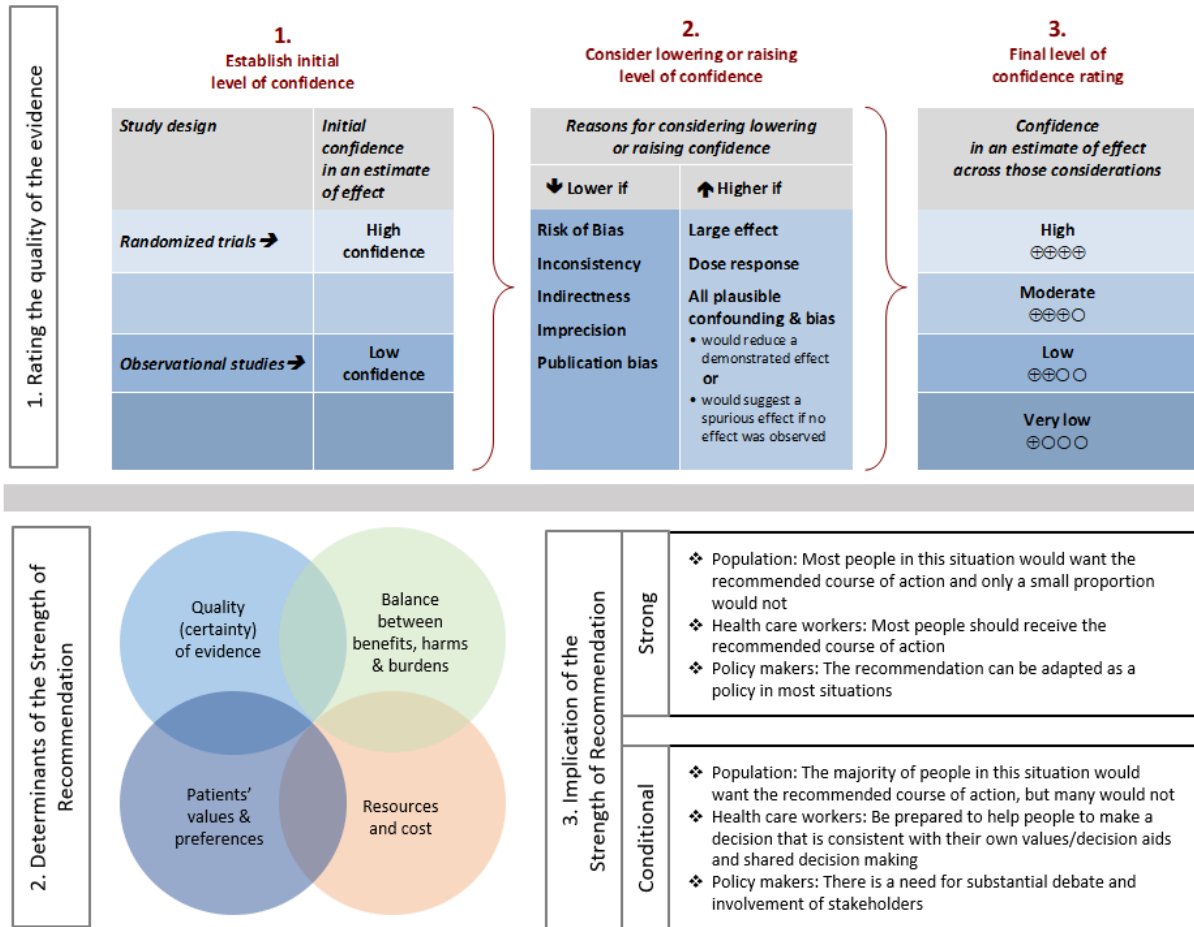 1. Rating the quality of the evidence
1.
Establish initial
level of confidence
Study design
Initial
confidence
in an estimate
of effect
Randomized trials ➔
High
confidence
Observational studies ➔
Low
confidence
2.
Consider lowering or raising
level of confidence
Reasons for considering lowering
or raising confidence
🡇 Lower if
🡅 Higher if
Risk of Bias
Inconsistency
Indirectness
Imprecision
Publication bias
Large effect
Dose response
All plausible
confounding & bias
• would reduce a
demonstrated effect
or
• would suggest a
spurious effect if no
effect was observed
3.
Final level of
confidence rating
Confidence
in an estimate of effect
across those considerations
High
⊕⊕⊕⊕
Moderate
⊕⊕⊕○
Low
⊕⊕○○
Very low
⊕○○○
2. Determinants of the Strength of
Recommendation
Quality
(certainty)
of evidence
Balance
between
benefits, harms
& burdens
Patients’
values &
preferences
Resources
and cost
3. Implication of the
Strength of Recommendation
Strong
❖ Population: Most people in this situation would want the
recommended course of action and only a small proportion
would not
❖ Health care workers: Most people should receive the
recommended course of action
❖ Policy makers: The recommendation can be adapted as a
policy in most situations
Conditional
❖ Population: The majority of people in this situation would
want the recommended course of action, but many would not
❖ Health care workers: Be prepared to help people to make a
decision that is consistent with their own values/decision aids
and shared decision making
❖ Policy makers: There is a need for substantial debate and
involvement of stakeholders